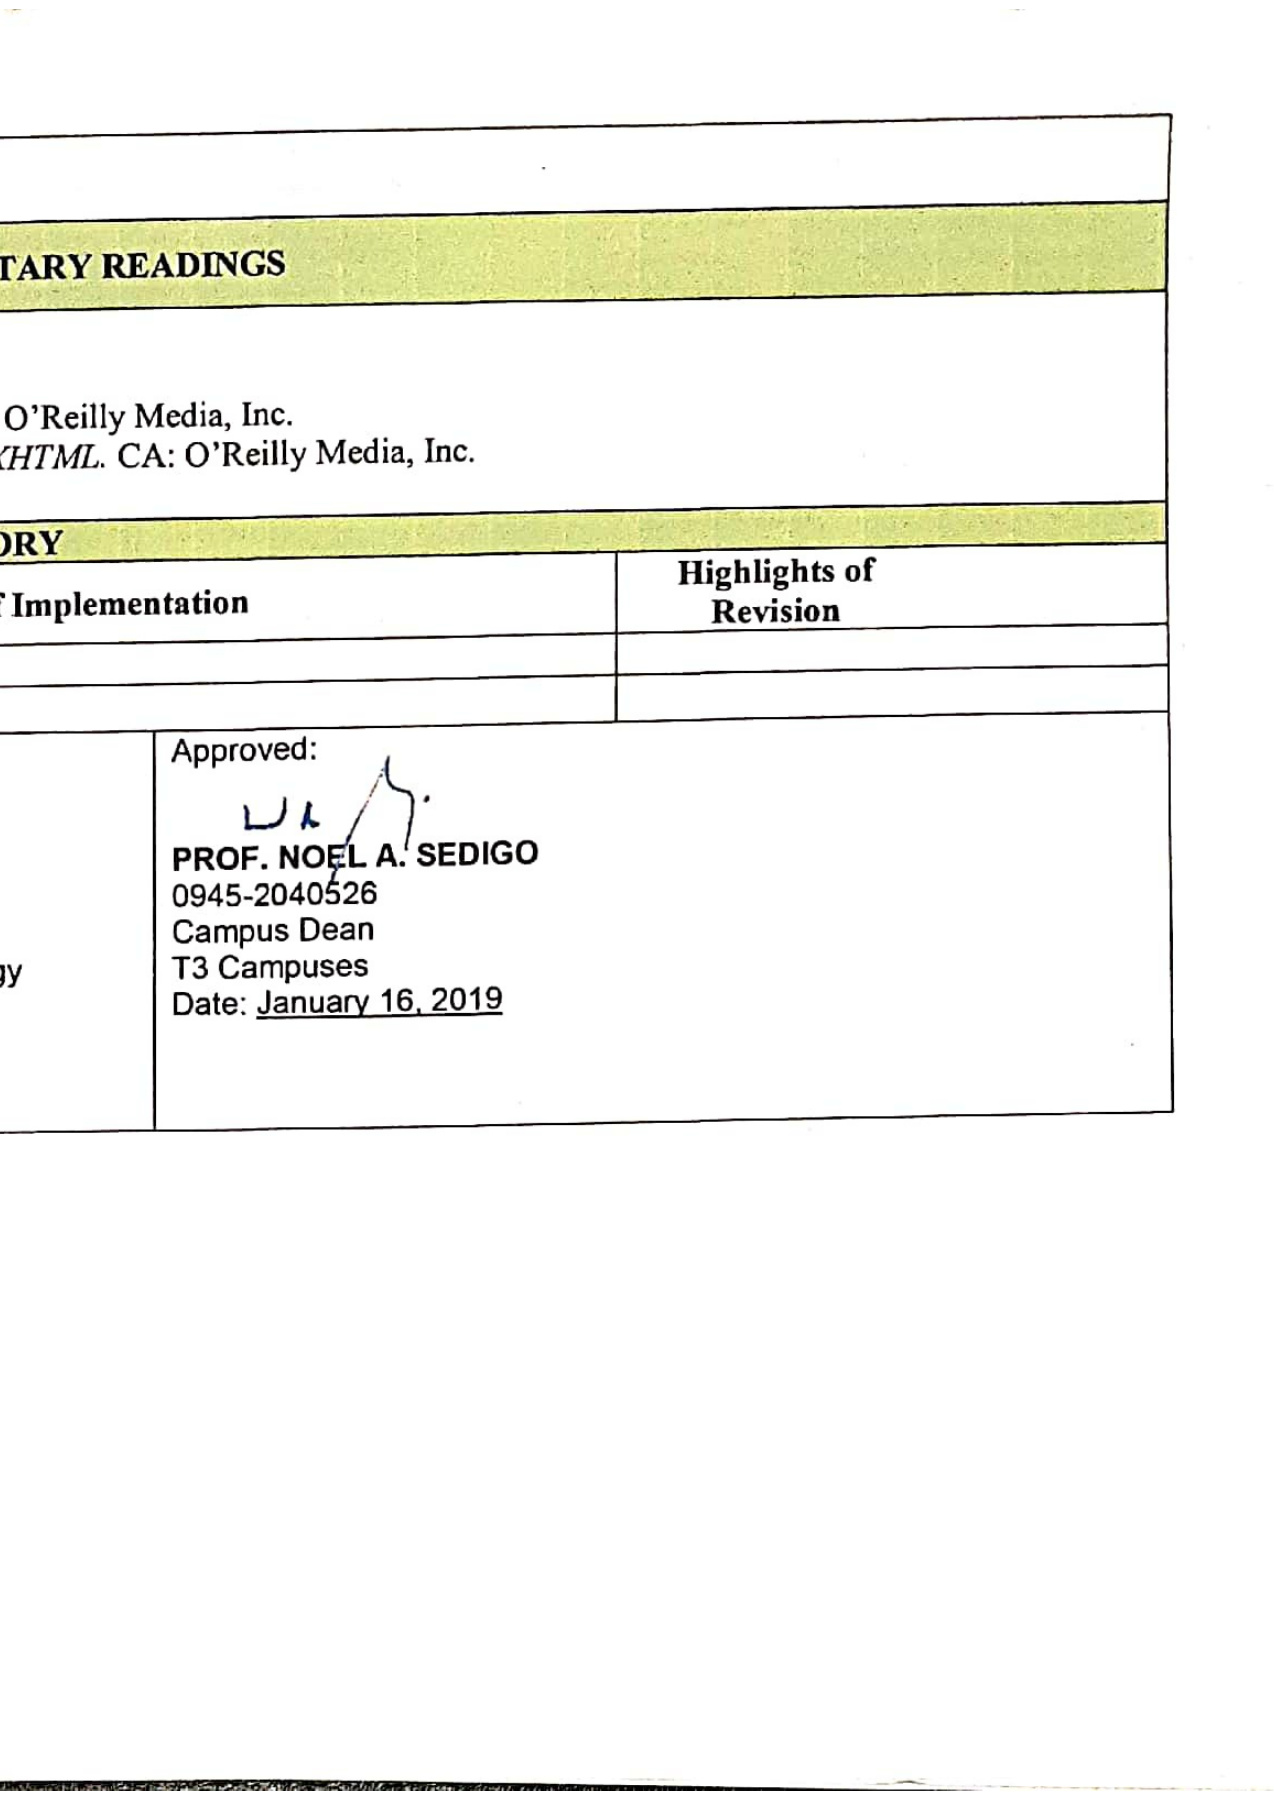 TARY READINGS
O'Reilly Media, Inc.
XHTML. CA: O'Reilly Media, Inc.
ORY
f Implementation
Highlights of
Revision
Approved:
PROF. NOEL A. SEDIGO
0945-2040526
Campus Dean
T3 Campuses
gy
Date: January 16, 2019